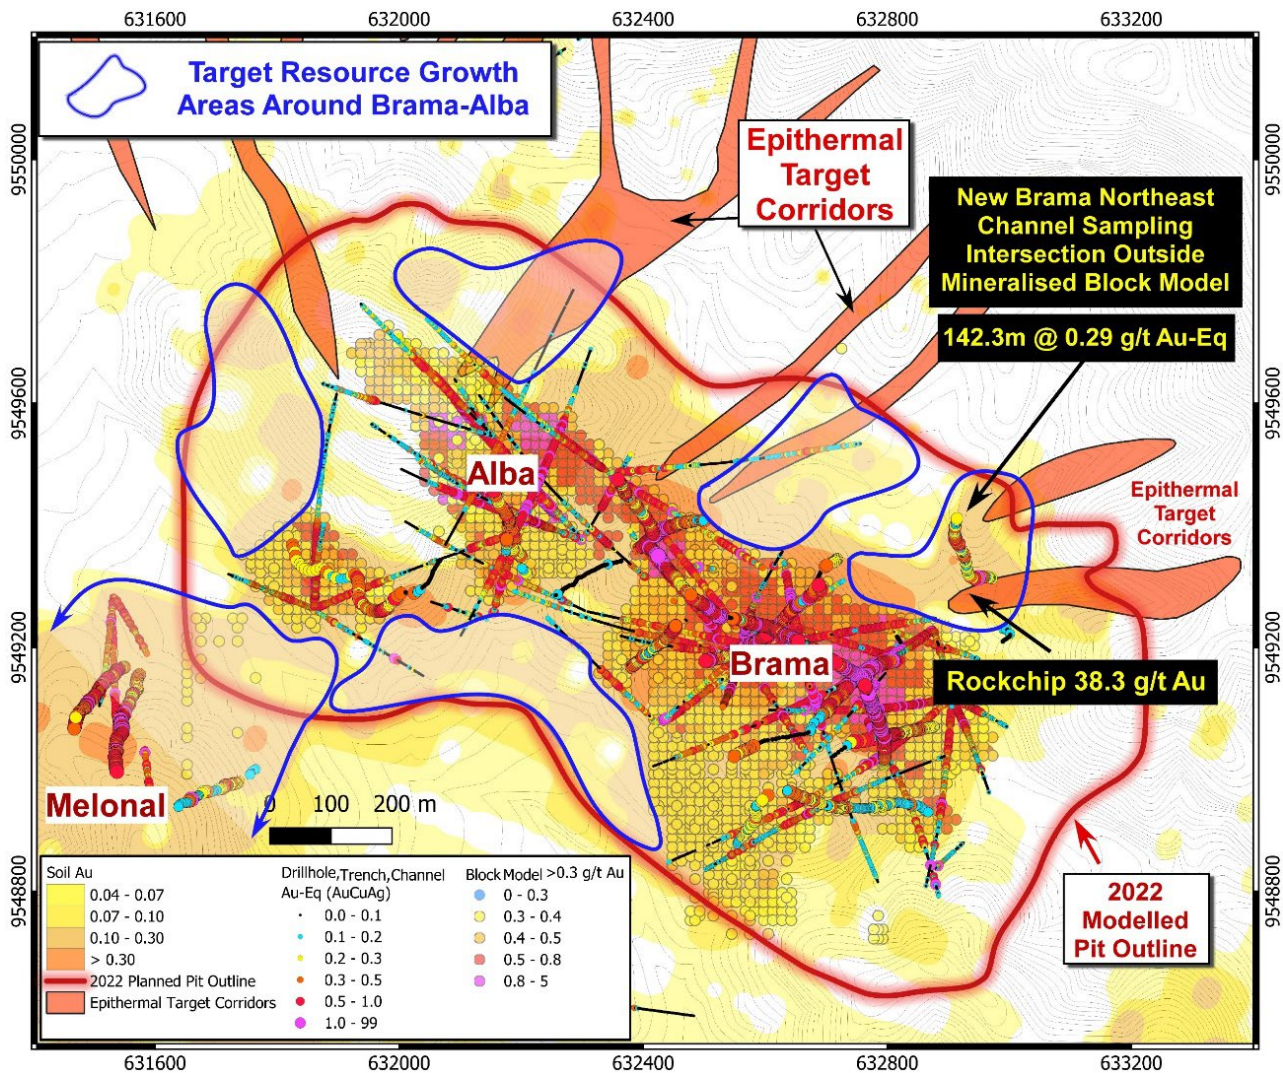 631600 632000 632400 632800 633200
Target Resource Growth
Areas Around Brama-Alba
Epithermal
Target
Corridors
New Brama Northeast
Channel Sampling
Intersection Outside
Mineralised Block Model
142.3m @ 0.29 g/t Au-Eq
9550000
9550000
9549600
9549600
Alba
Epithermal
Target
Corridors
9549200
9549200
Brama
Rockchip 38.3 g/t Au
Melonal
0 100 200 m
9548800
9548800
2022
Modelled
Pit Outline
Soil Au
0.04 - 0.07
0.07 - 0.10
0.10 - 0.30
> 0.30
2022 Planned Pit Outline
Epithermal Target Corridors
Drillhole,Trench,Channel
Au-Eq (AuCuAg)
0.0 - 0.1
0.1 - 0.2
0.2 - 0.3
0.3 - 0.5
0.5 - 1.0
1.0 - 99
Block Model >0.3 g/t Au
0 - 0.3
0.3 - 0.4
0.4 - 0.5
0.5 - 0.8
0.8 - 5
631600 632000 632400 632800 633200